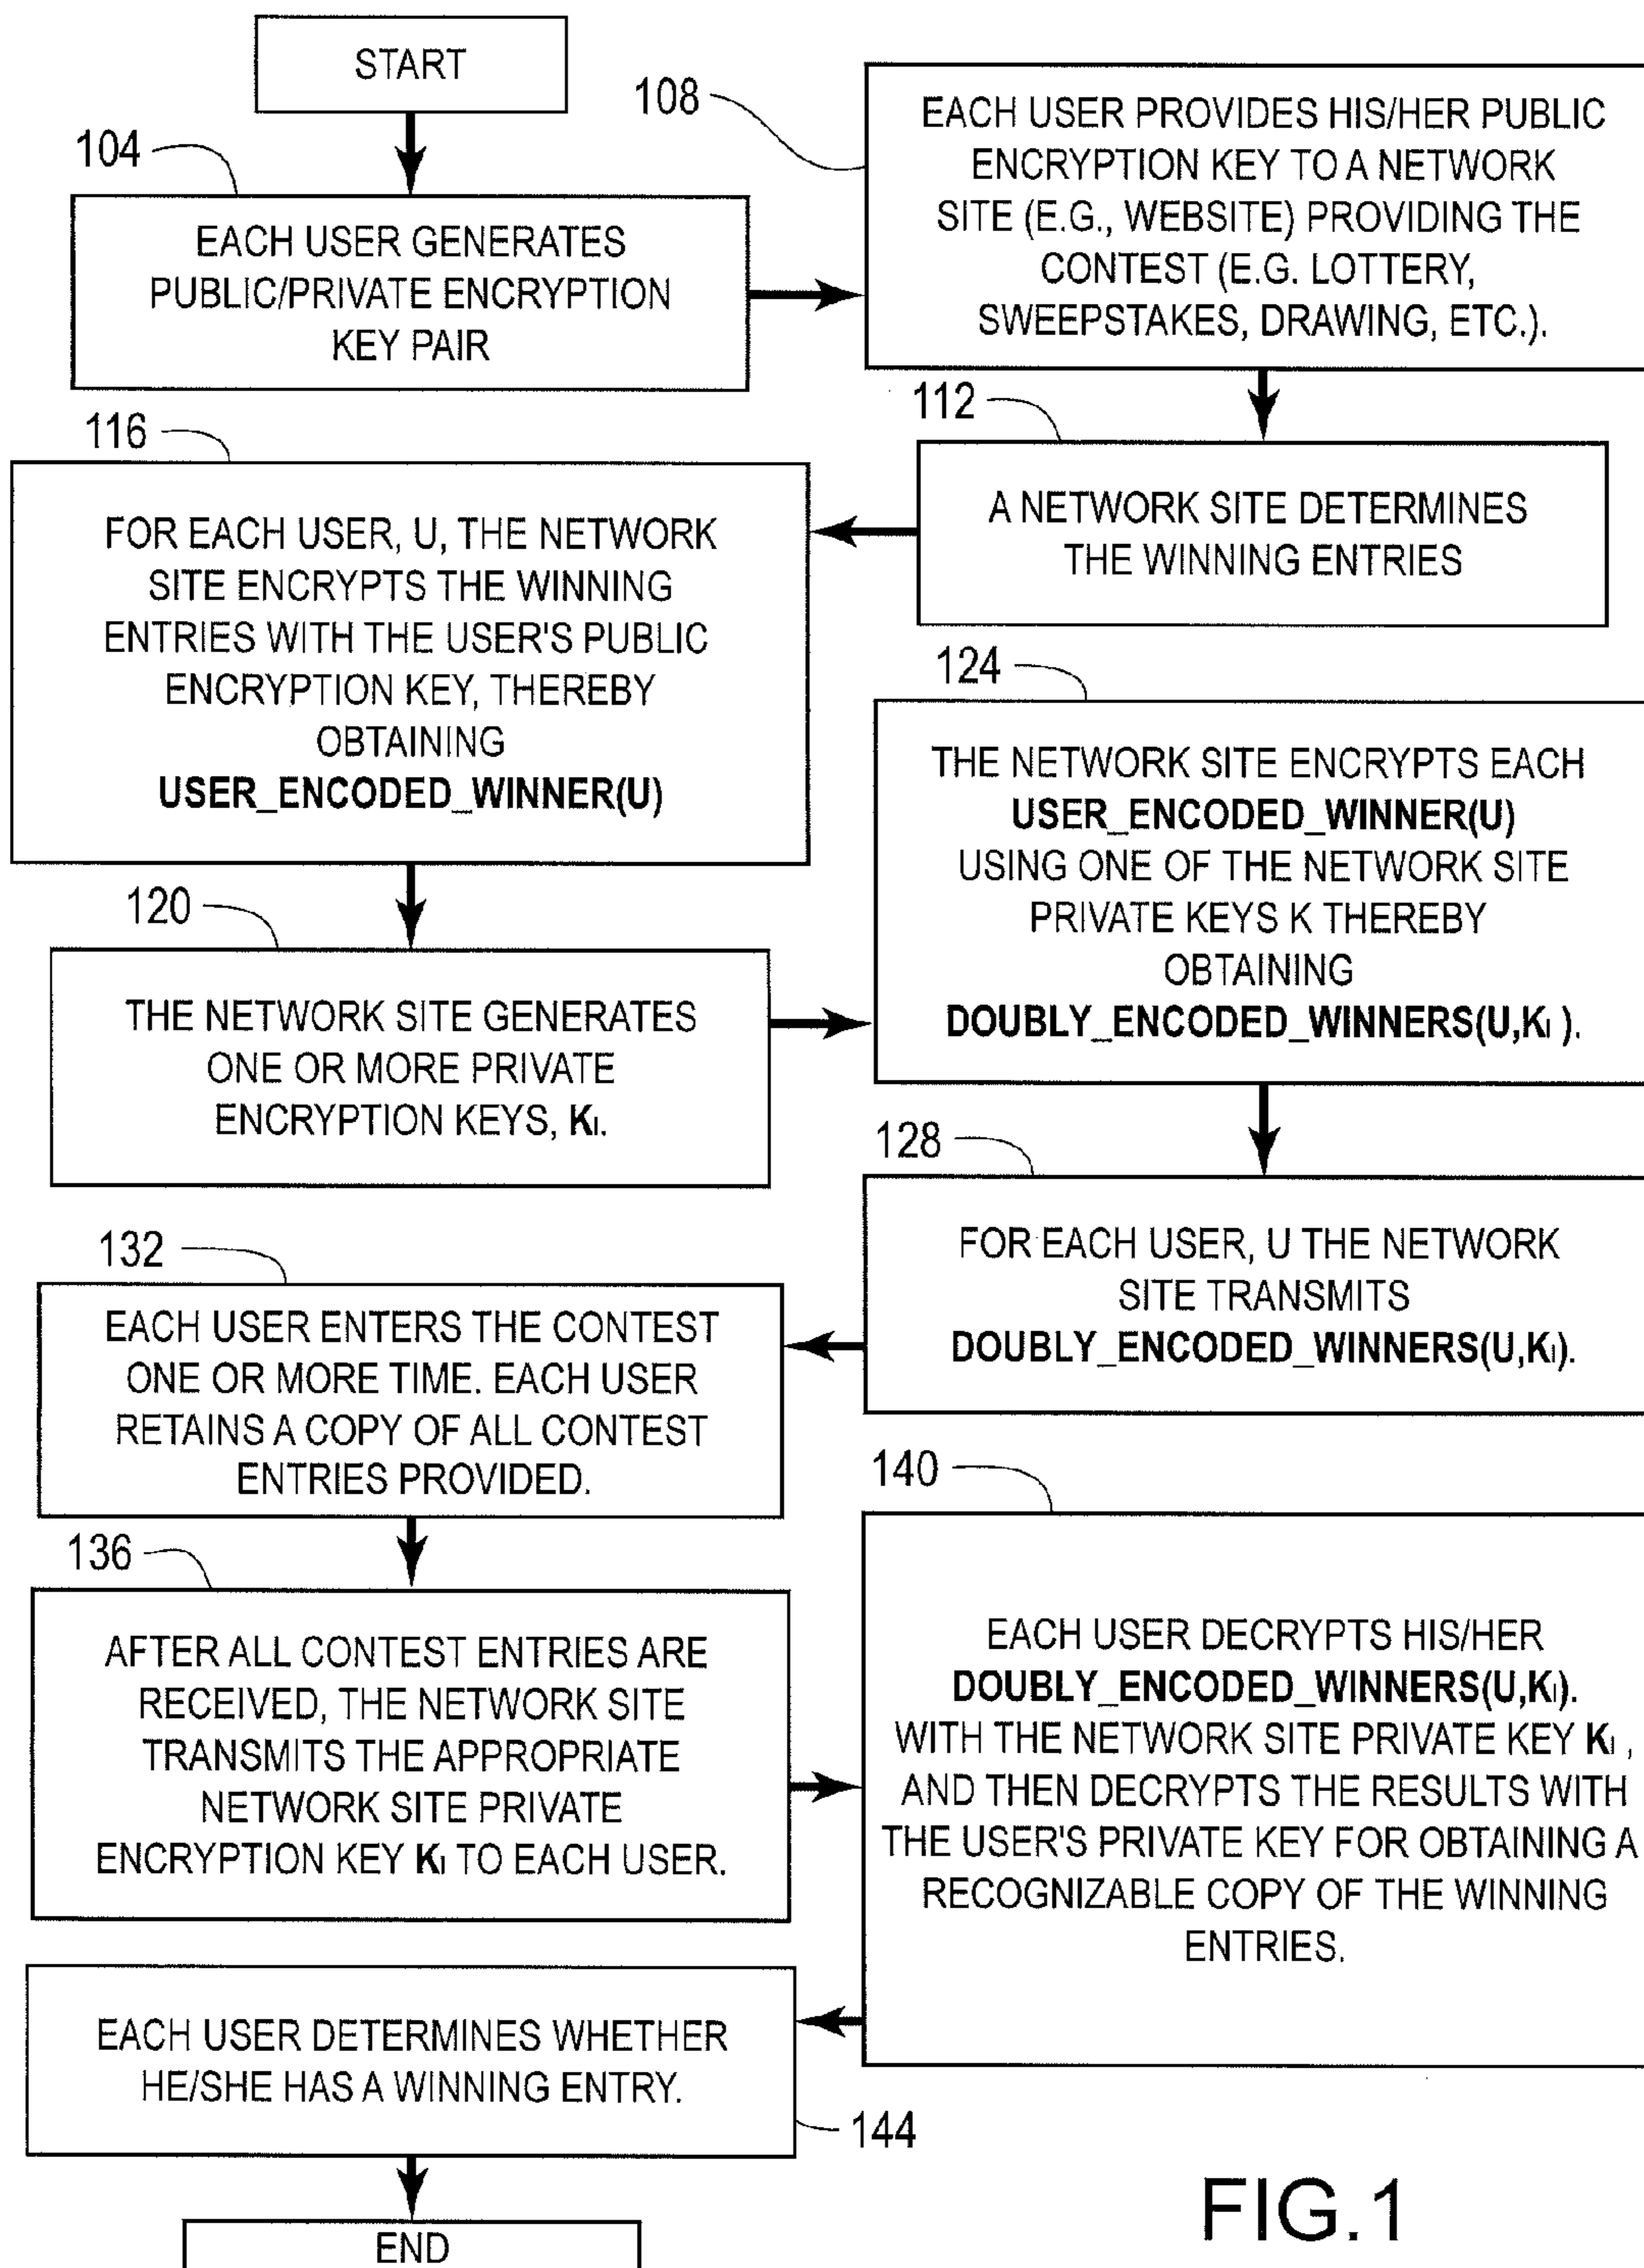 START
104
EACH USER GENERATES
PUBLIC/PRIVATE ENCRYPTION
KEY PAIR
108
EACH USER PROVIDES HIS/HER PUBLIC
ENCRYPTION KEY TO A NETWORK
SITE (E.G., WEBSITE) PROVIDING THE
CONTEST (E.G. LOTTERY,
SWEEPSTAKES, DRAWING, ETC.).
112
A NETWORK SITE DETERMINES
THE WINNING ENTRIES
116
FOR EACH USER, U, THE NETWORK
SITE ENCRYPTS THE WINNING
ENTRIES WITH THE USER'S PUBLIC
ENCRYPTION KEY, THEREBY
OBTAINING
USER_ENCODED_WINNER(U)
120
THE NETWORK SITE GENERATES
ONE OR MORE PRIVATE
ENCRYPTION KEYS, KI.
124
THE NETWORK SITE ENCRYPTS EACH
USER_ENCODED_WINNER(U)
USING ONE OF THE NETWORK SITE
PRIVATE KEYS K THEREBY
OBTAINING
DOUBLY_ENCODED_WINNERS(U,KI ).
128
FOR EACH USER, U THE NETWORK
SITE TRANSMITS
DOUBLY_ENCODED_WINNERS(U,KI).
132
EACH USER ENTERS THE CONTEST
ONE OR MORE TIME. EACH USER
RETAINS A COPY OF ALL CONTEST
ENTRIES PROVIDED.
136
AFTER ALL CONTEST ENTRIES ARE
RECEIVED, THE NETWORK SITE
TRANSMITS THE APPROPRIATE
NETWORK SITE PRIVATE
ENCRYPTION KEY KI TO EACH USER.
140
EACH USER DECRYPTS HIS/HER
DOUBLY_ENCODED_WINNERS(U,KI).
WITH THE NETWORK SITE PRIVATE KEY KI ,
AND THEN DECRYPTS THE RESULTS WITH
THE USER'S PRIVATE KEY FOR OBTAINING A
RECOGNIZABLE COPY OF THE WINNING
ENTRIES.
EACH USER DETERMINES WHETHER
HE/SHE HAS A WINNING ENTRY.
144
END
FIG.1